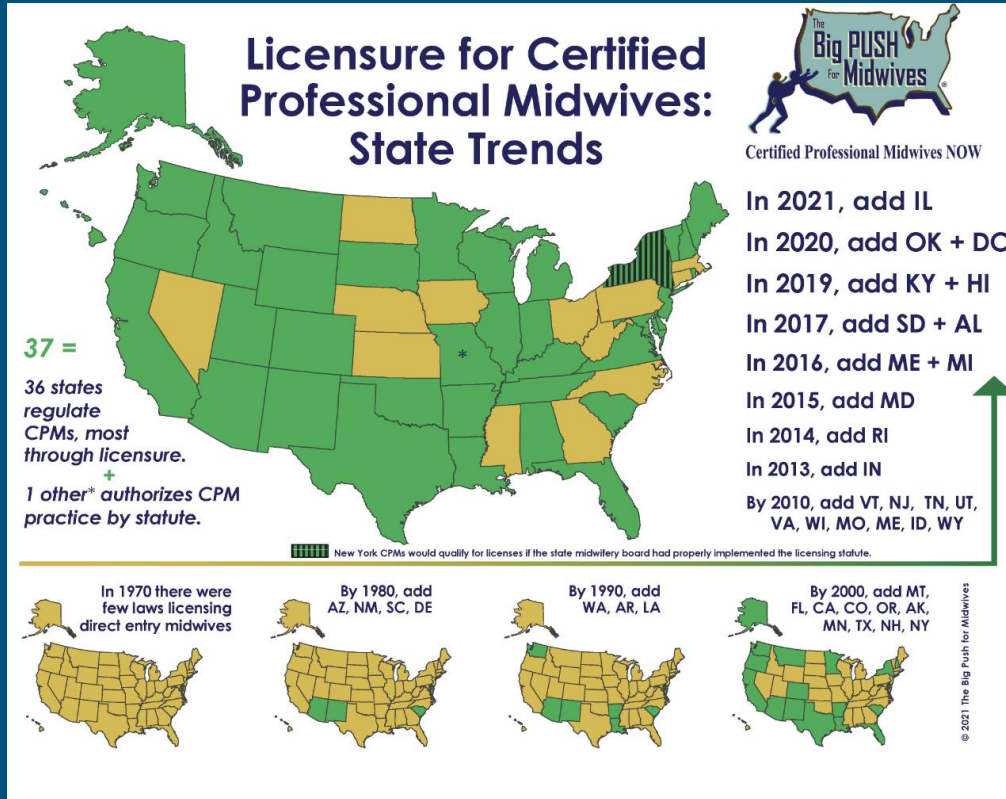 Licensure for Certified
Professional Midwives:
State Trends
The
Big PUSH
For Midwives
®
Certified Professional Midwives NOW
In 2021, add IL
In 2020, add OK + DC
In 2019, add KY + HI
In 2017, add SD + AL
In 2016, add ME + MI
In 2015, add MD
In 2014, add RI
In 2013, add IN
By 2010, add VT, NJ, TN, UT,
VA, WI, MO, ME, ID, WY
37 =
36 states
regulate
CPMs, most
through licensure.
+
1 other* authorizes CPM
practice by statute.
*
New York CPMs would qualify for licenses if the state midwifery board had properly implemented the licensing statute.
In 1970 there were
few laws licensing
direct entry midwives
By 1980, add
AZ, NM, SC, DE
By 1990, add
WA, AR, LA
By 2000, add MT,
FL, CA, CO, OR, AK,
MN, TX, NH, NY
© 2021 The Big Push for Midwives